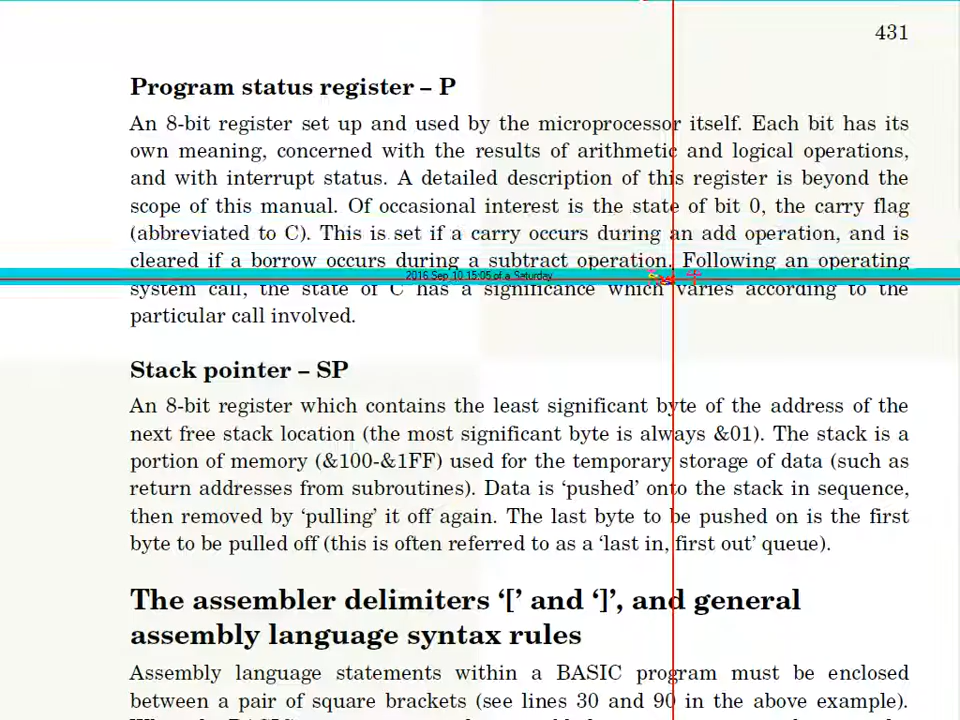 431
Program status register – P
An 8-bit register set up and used by the microprocessor itself. Each bit has its
own meaning, concerned with the results of arithmetic and logical operations,
and with interrupt status. A detailed description of this register is beyond the
scope of this manual. Of occasional interest is the state of bit 0, the carry flag
(abbreviated to C). This is set if a carry occurs during an add operation, and is
cleared if a borrow occurs during a subtract operation. Following an operating
2016 Sep 10 15:05 of a Saturday
system call, the state of C has a significance which varies according to the
particular call involved.
Stack pointer – SP
An 8-bit register which contains the least significant byte of the address of the
next free stack location (the most significant byte is always &01). The stack is a
portion of memory (&100-&1FF) used for the temporary storage of data (such as
return addresses from subroutines). Data is ‘pushed’ onto the stack in sequence,
then removed by ‘pulling’ it off again. The last byte to be pushed on is the first
byte to be pulled off (this is often referred to as a ‘last in, first out’ queue).
The assembler delimiters ‘[’ and ‘]’, and general
assembly language syntax rules
Assembly language statements within a BASIC program must be enclosed
between a pair of square brackets (see lines 30 and 90 in the above example).